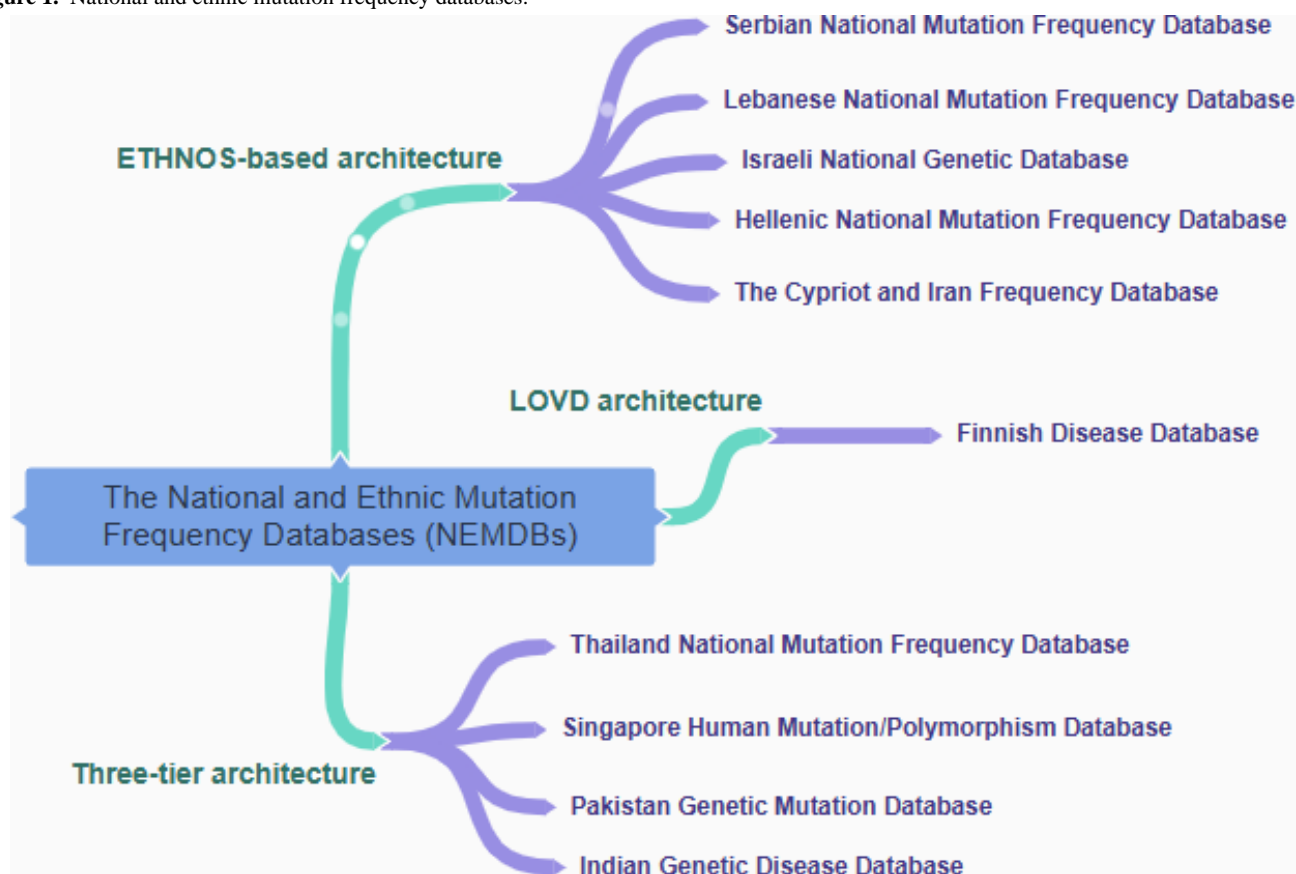 gure 1. National and ethnic mutation frequency databases.
Serbian National Mutation Frequency Database
Lebanese National Mutation Frequency Database
ETHNOS-based architecture
Israeli National Genetic Database
Hellenic National Mutation Frequency Database
The Cypriot and Iran Frequency Database
LOVD architecture
Finnish Disease Database
The National and Ethnic Mutation
Frequency Databases (NEMDBs)
Thailand National Mutation Frequency Database
Singapore Human Mutation/Polymorphism Database
Three-tier architecture
Pakistan Genetic Mutation Database
Indian Genetic Disease Database